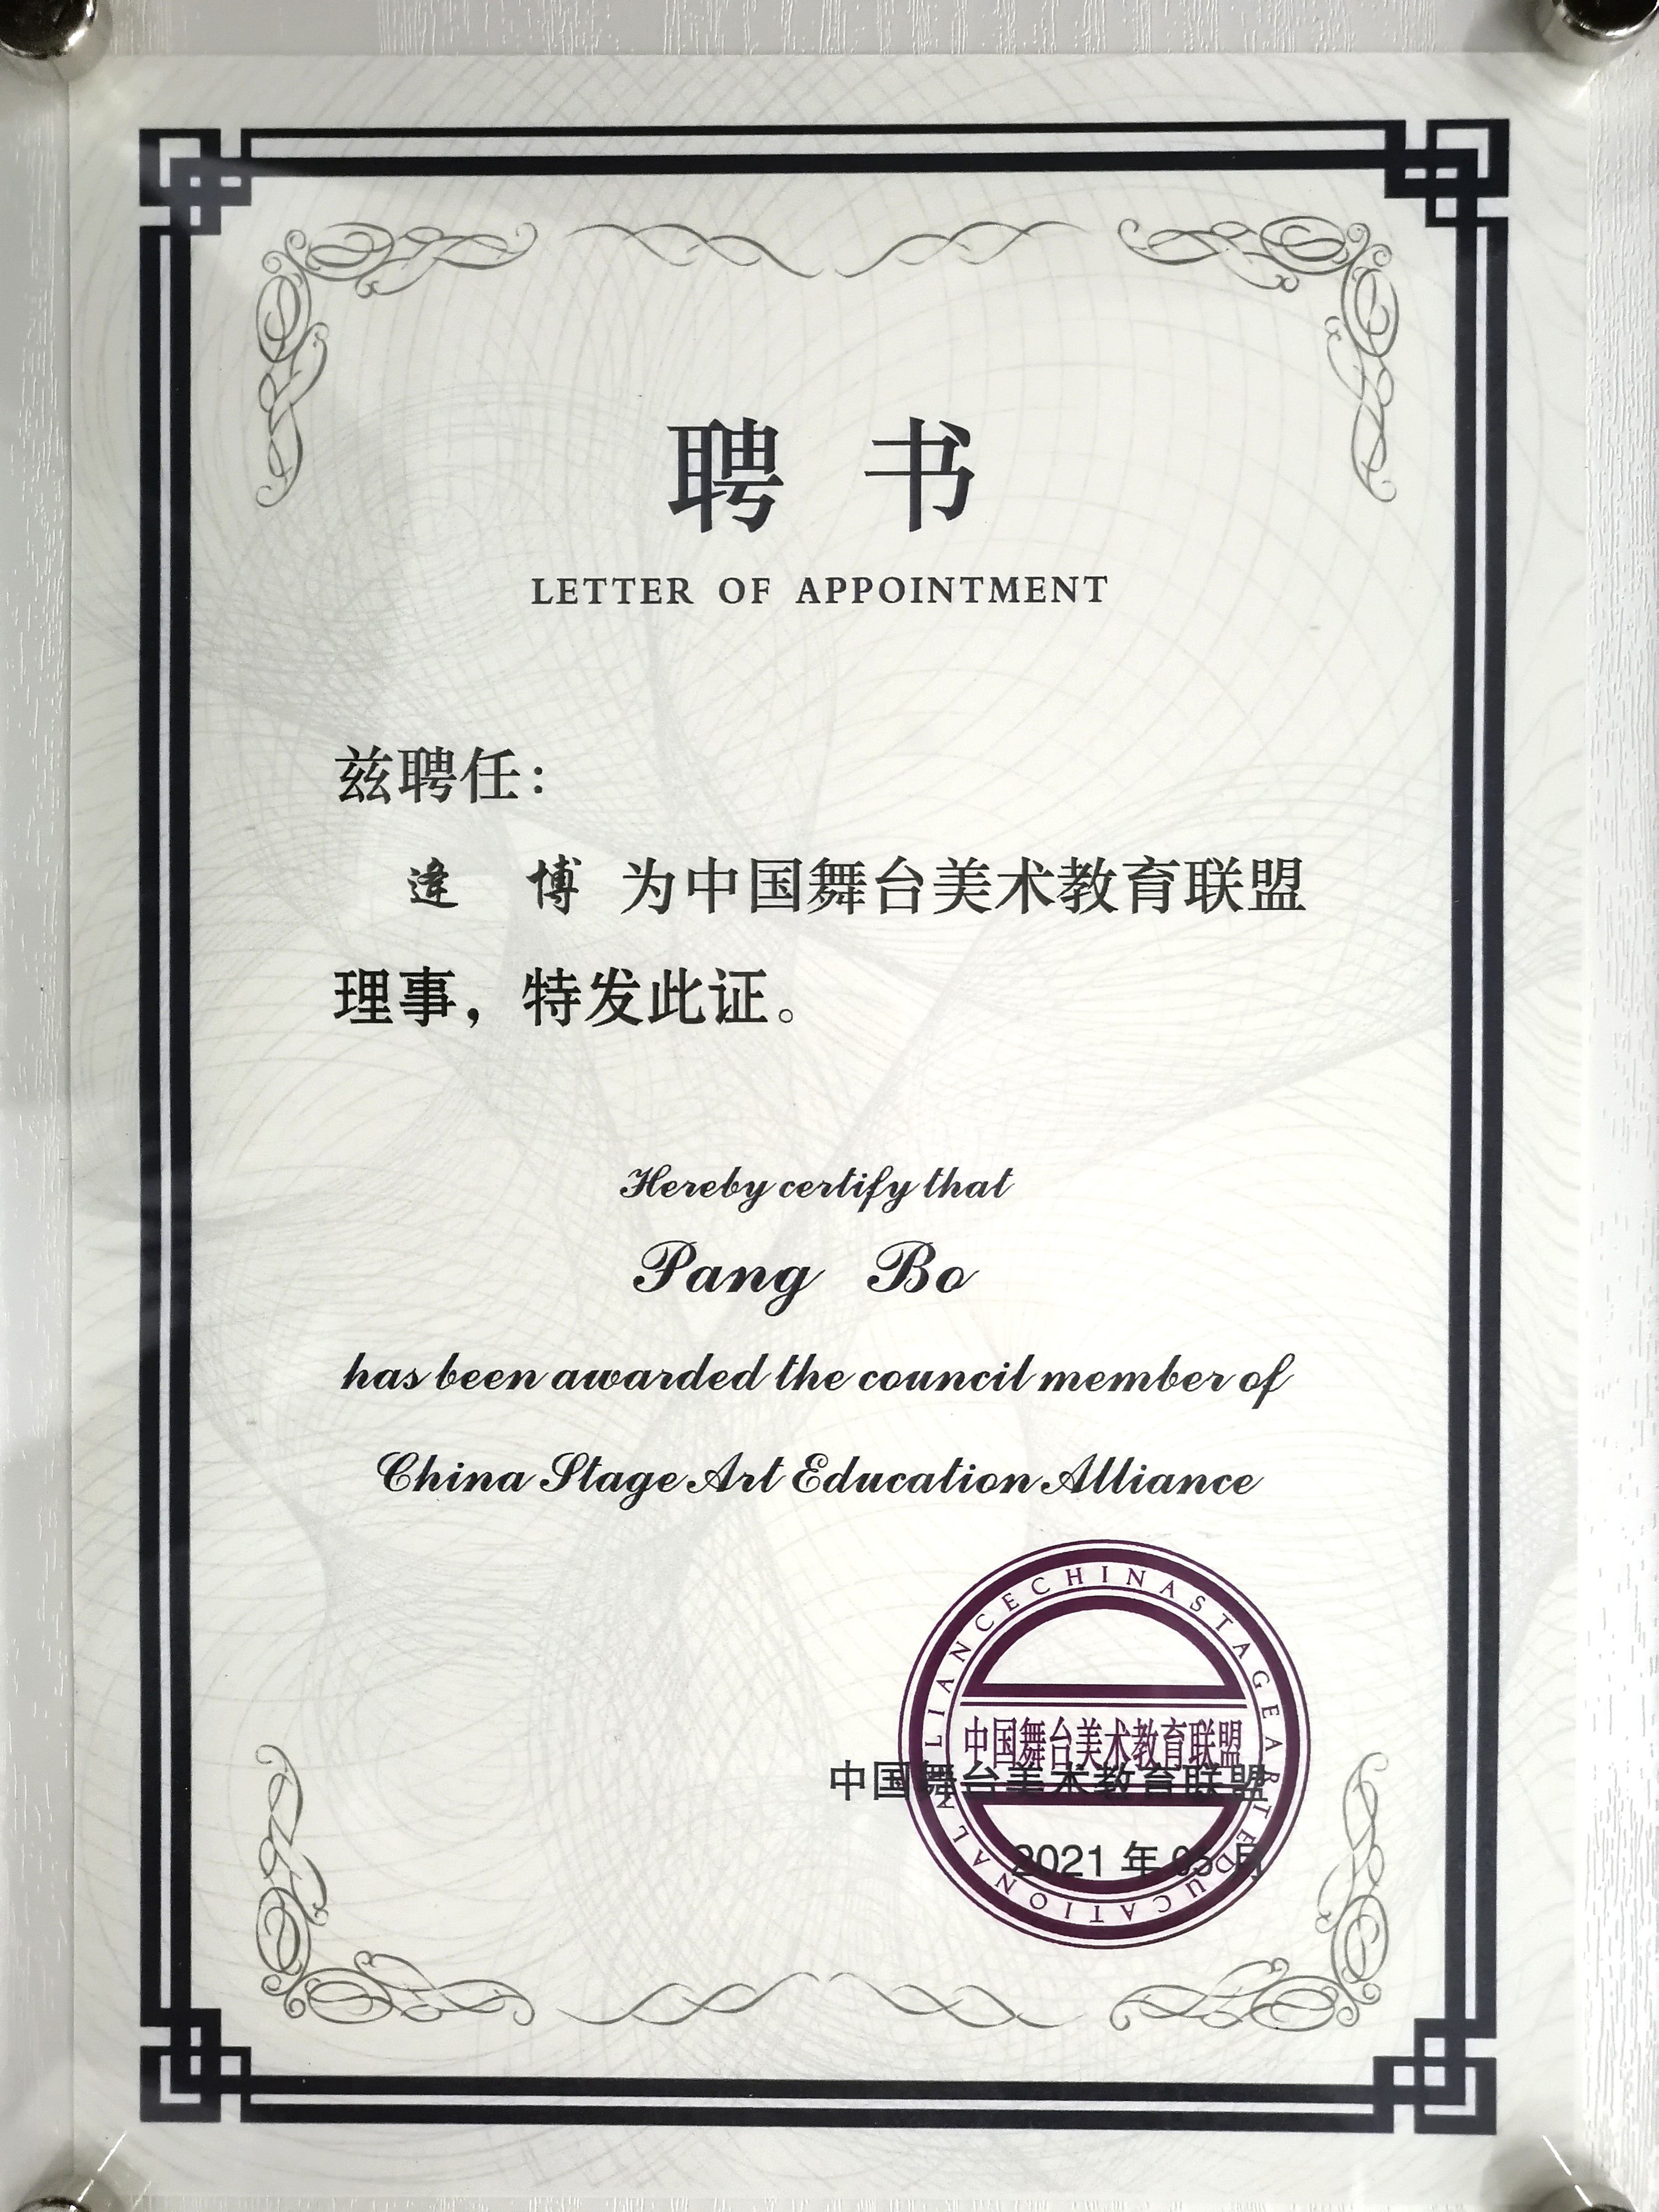 聘 书
LETTER OF APPOINTMENT
兹聘任：
逄 博 为中国舞台美术教育联盟
理事，特发此证。
Hereby certify that
Pang Bo
has been awarded the council member of
China Stage Art Education Alliance
CHINA STAGE ART EDUCATION ALLIANCE
中国舞台美术教育联盟
中国舞台美术教育联盟
2021 年 05 月